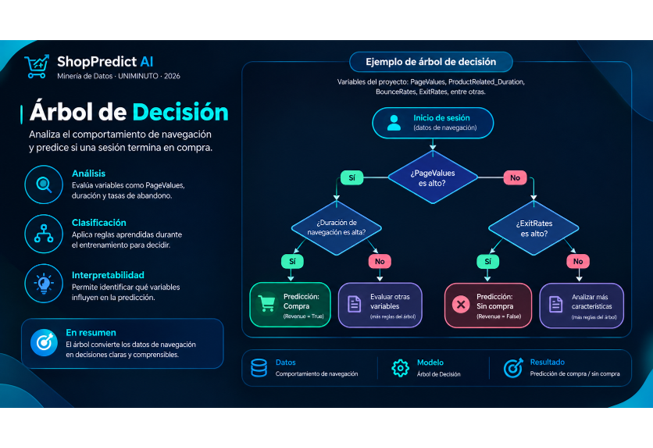 ShopPredict AI
Minería de Datos · UNIMINUTO · 2026
Árbol de Decisión
Analiza el comportamiento de navegación
y predice si una sesión termina en compra.
Análisis
Evalúa variables como PageValues,
duración y tasas de abandono.
Clasificación
Aplica reglas aprendidas durante
el entrenamiento para decidir.
Interpretabilidad
Permite identificar qué variables
influyen en la predicción.
En resumen
El árbol convierte los datos de navegación
en decisiones claras y comprensibles.
Ejemplo de árbol de decisión
Variables del proyecto: PageValues, ProductRelated_Duration,
BounceRates, ExitRates, entre otras.
Inicio de sesión
(datos de navegación)
¿PageValues
es alto?
Sí
No
¿Duración de
navegación es alta?
¿ExitRates
es alto?
Sí
No
Sí
No
Predicción:
Compra
(Revenue = True)
Evaluar otras
variables
(más reglas del árbol)
Predicción:
Sin compra
(Revenue = False)
Analizar más
características
(más reglas del árbol)
Datos
Comportamiento de navegación
Modelo
Árbol de Decisión
Resultado
Predicción de compra / sin compra